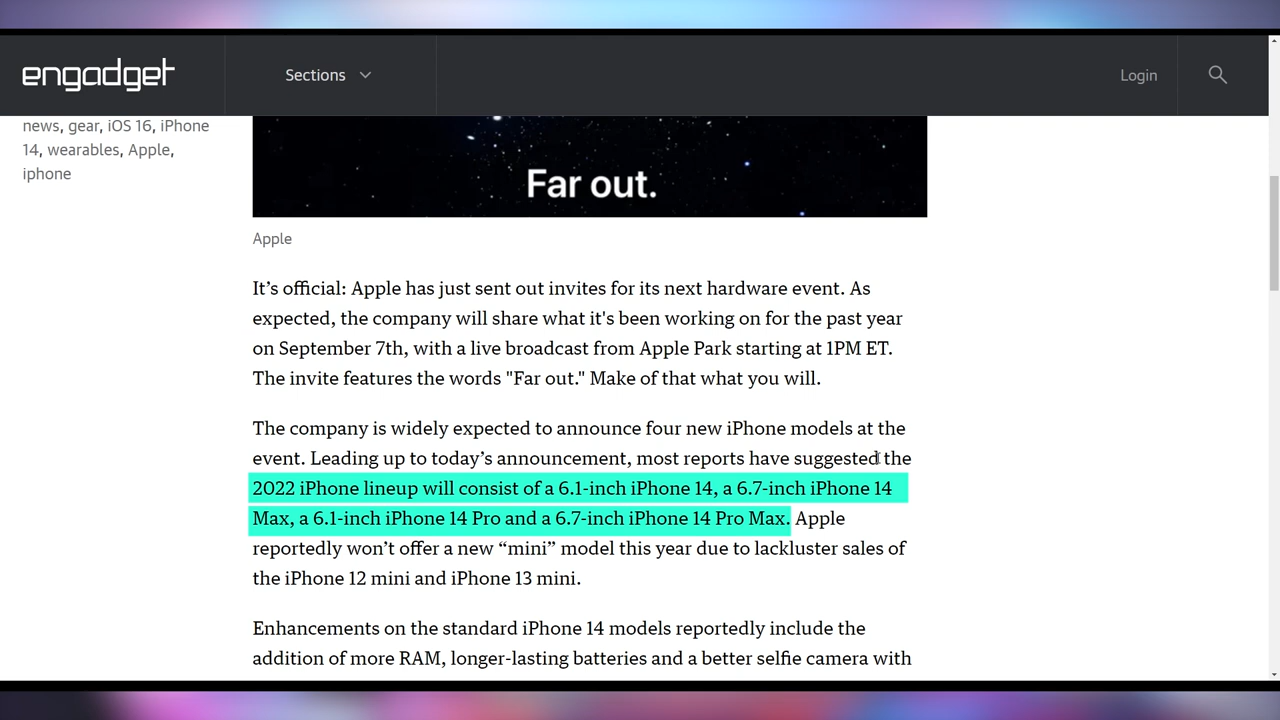 engadget
Sections
Login
news, gear, iOS 16, iPhone
14, wearables, Apple,
iphone
Far out.
Apple
It’s official: Apple has just sent out invites for its next hardware event. As
expected, the company will share what it's been working on for the past year
on September 7th, with a live broadcast from Apple Park starting at 1PM ET.
The invite features the words "Far out." Make of that what you will.
The company is widely expected to announce four new iPhone models at the
event. Leading up to today’s announcement, most reports have suggested the
2022 iPhone lineup will consist of a 6.1-inch iPhone 14, a 6.7-inch iPhone 14
Max, a 6.1-inch iPhone 14 Pro and a 6.7-inch iPhone 14 Pro Max. Apple
reportedly won’t offer a new “mini” model this year due to lackluster sales of
the iPhone 12 mini and iPhone 13 mini.
Enhancements on the standard iPhone 14 models reportedly include the
addition of more RAM, longer-lasting batteries and a better selfie camera with